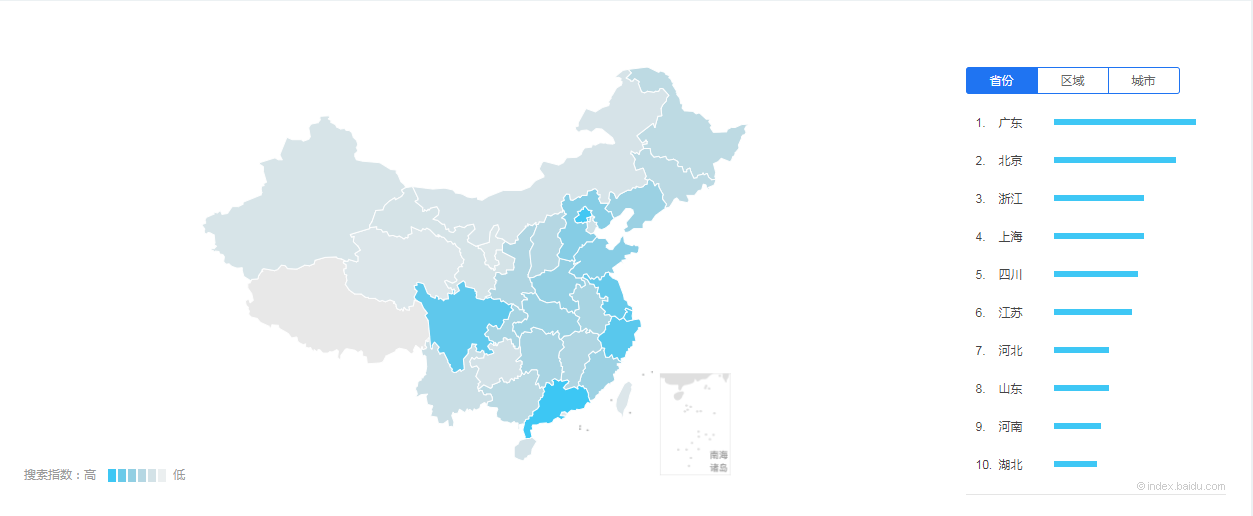 省份 区域 城市
1. 广东
2. 北京
3. 浙江
4. 上海
5. 四川
6. 江苏
7. 河北
8. 山东
9. 河南
10. 湖北
南海
诸岛
搜索指数：高 低
© index.baidu.com